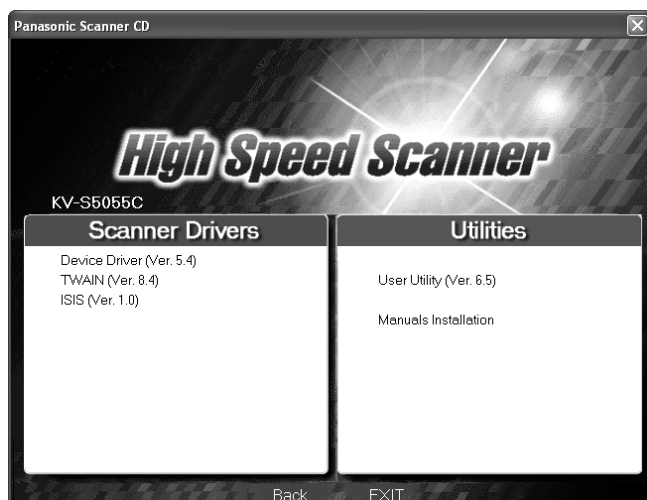 Panasonic Scanner CD
High Speed Scanner
KV-S5055C
Scanner Drivers
Device Driver (Ver. 5.4)
TWAIN (Ver. 8.4)
ISIS (Ver. 1.0)
Utilities
User Utility (Ver. 6.5)
Manuals Installation
Back EXIT